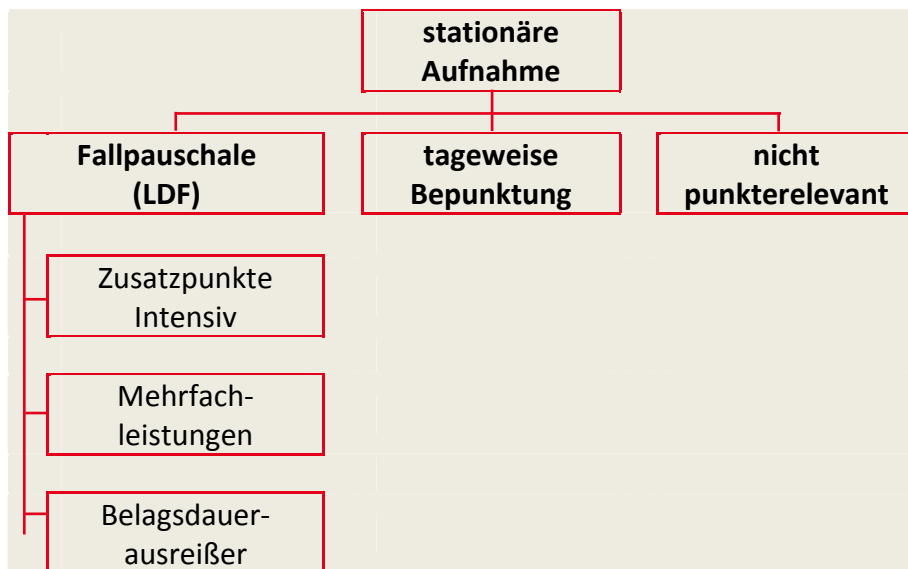 stationäre
Aufnahme
Fallpauschale
(LDF)
tageweise
Bepunktung
nicht
punkterelevant
Zusatzpunkte
Intensiv
Mehrfach-
leistungen
Belagsdauer-
ausreißer